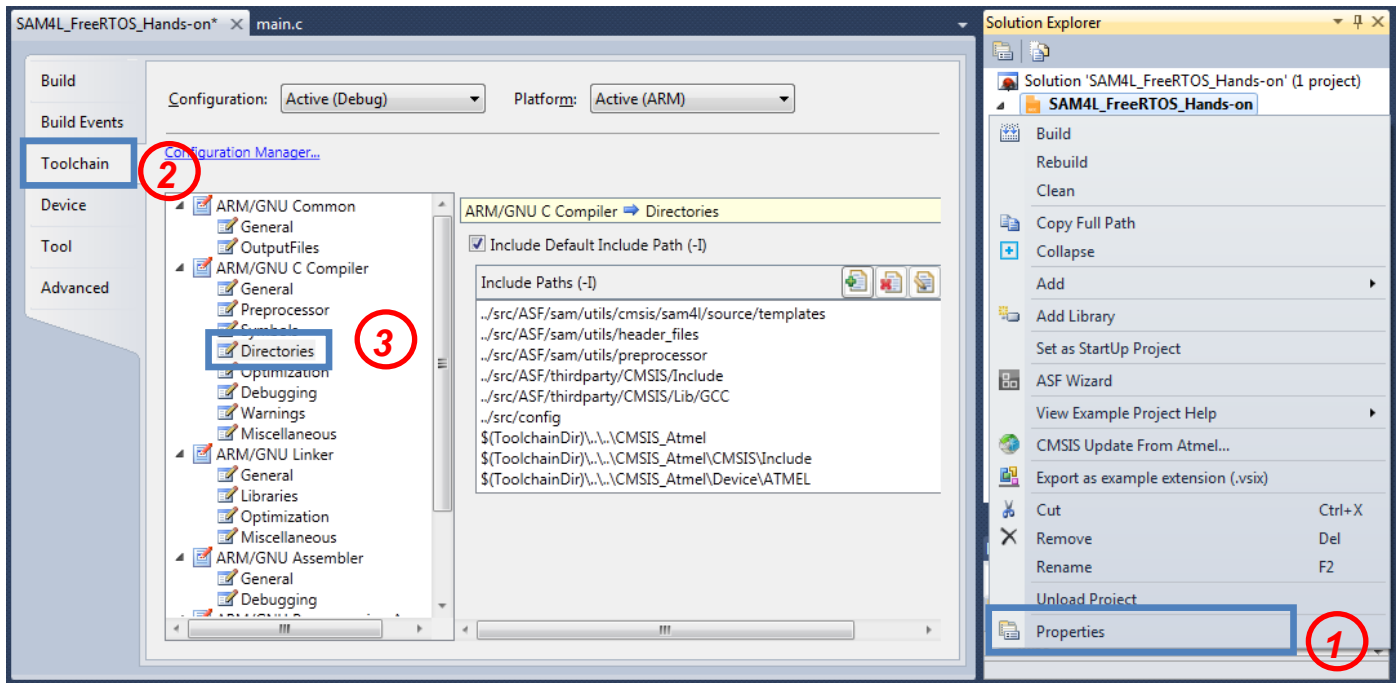 SAM4L_FreeRTOS_Hands-on*
main.c
Build
Build Events
Toolchain
2
Device
Tool
Advanced
Configuration: Active (Debug)
Platform: Active (ARM)
Configuration Manager...
ARM/GNU Common
General
OutputFiles
ARM/GNU C Compiler
General
Preprocessor
Symbols
Directories
3
Optimization
Debugging
Warnings
Miscellaneous
ARM/GNU Linker
General
Libraries
Optimization
Miscellaneous
ARM/GNU Assembler
General
Debugging
ARM/GNU C Compiler Directories
Include Default Include Path (-I)
Include Paths (-I)
../src/ASF/sam/utils/cmsis/sam4l/source/templates
../src/ASF/sam/utils/header_files
../src/ASF/sam/utils/preprocessor
../src/ASF/thirdparty/CMSIS/Include
../src/ASF/thirdparty/CMSIS/Lib/GCC
../src/config
$(ToolchainDir)\..\..\CMSIS_Atmel
$(ToolchainDir)\..\..\CMSIS_Atmel\CMSIS\Include
$(ToolchainDir)\..\..\CMSIS_Atmel\Device\ATMEL
Solution Explorer
Solution 'SAM4L_FreeRTOS_Hands-on' (1 project)
SAM4L_FreeRTOS_Hands-on
Build
Rebuild
Clean
Copy Full Path
Collapse
Add
Add Library
Set as StartUp Project
ASF Wizard
View Example Project Help
CMSIS Update From Atmel...
Export as example extension (.vsix)
Cut Ctrl+X
Remove Del
Rename F2
Unload Project
Properties
1